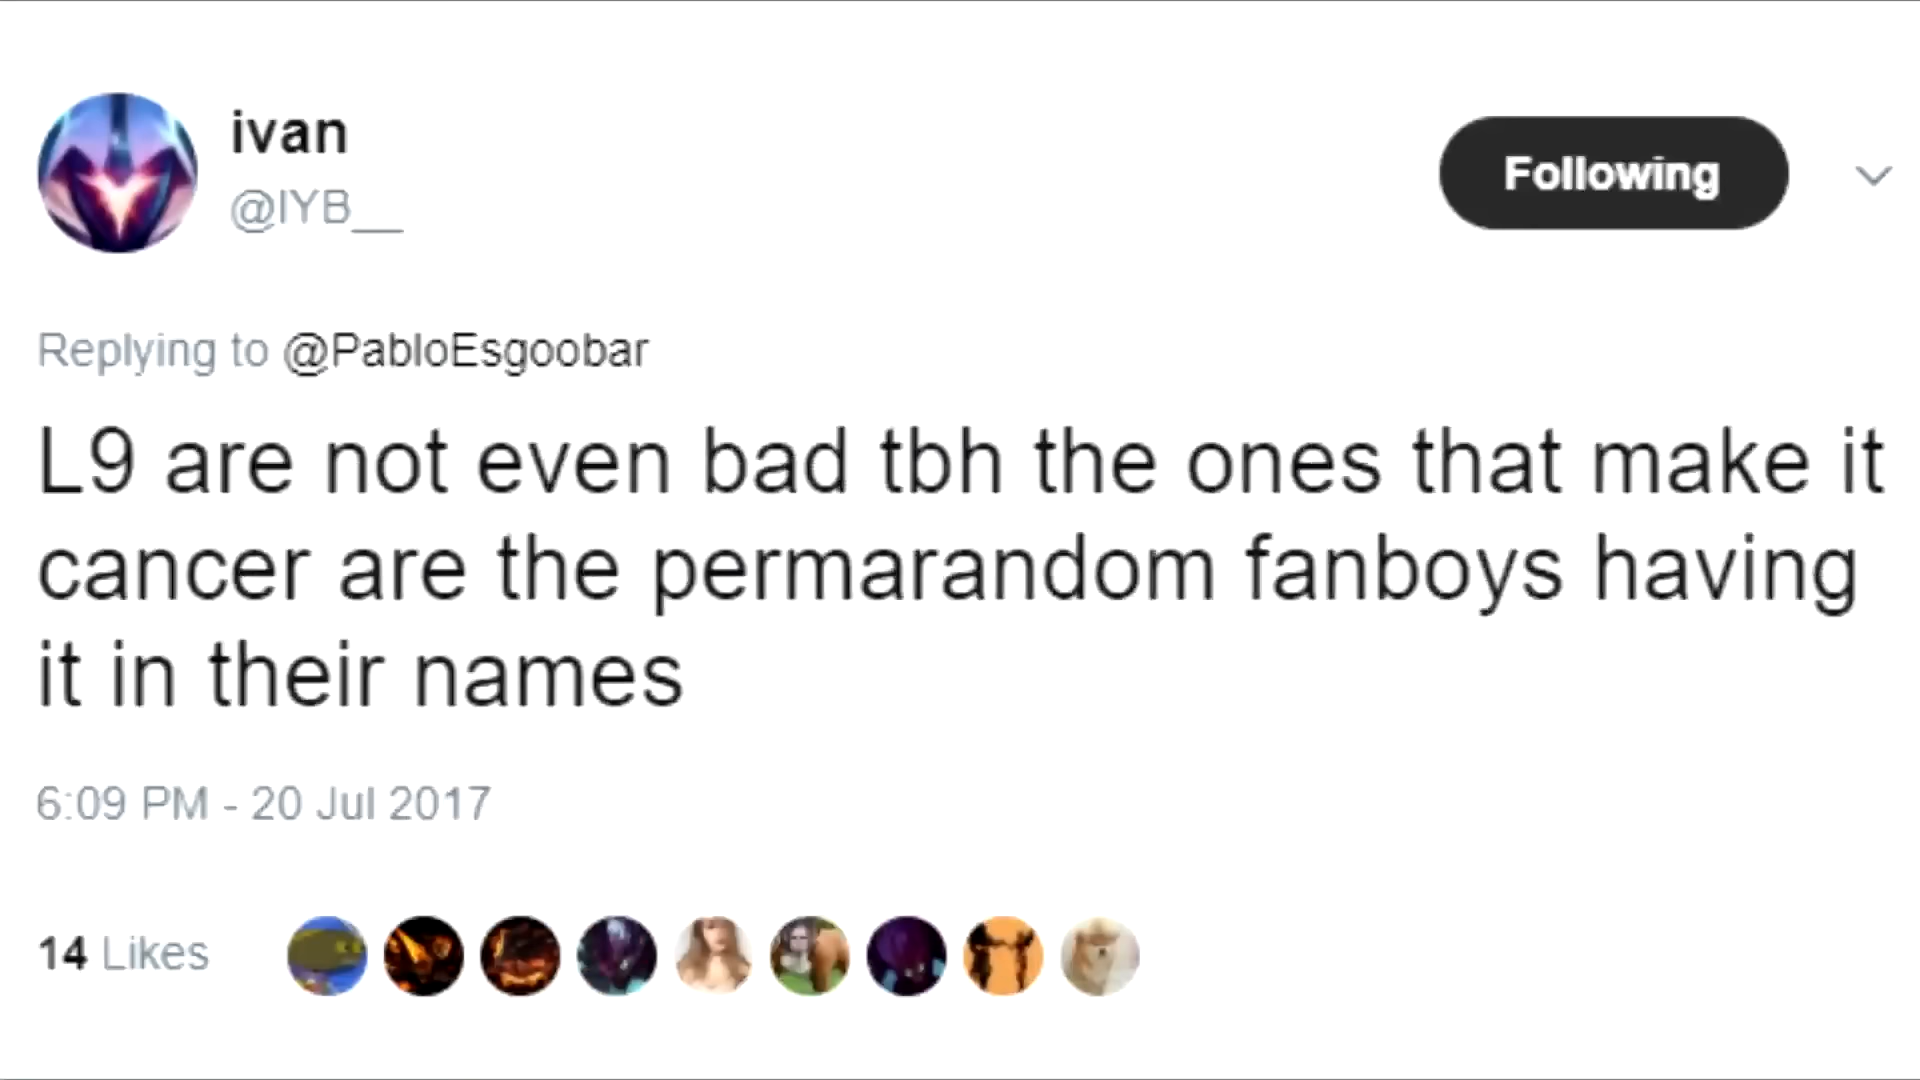 ivan
@IYB__
Following
Replying to @PabloEsgoobar
L9 are not even bad tbh the ones that make it
cancer are the permarandom fanboys having
it in their names
6:09 PM - 20 Jul 2017
14 Likes